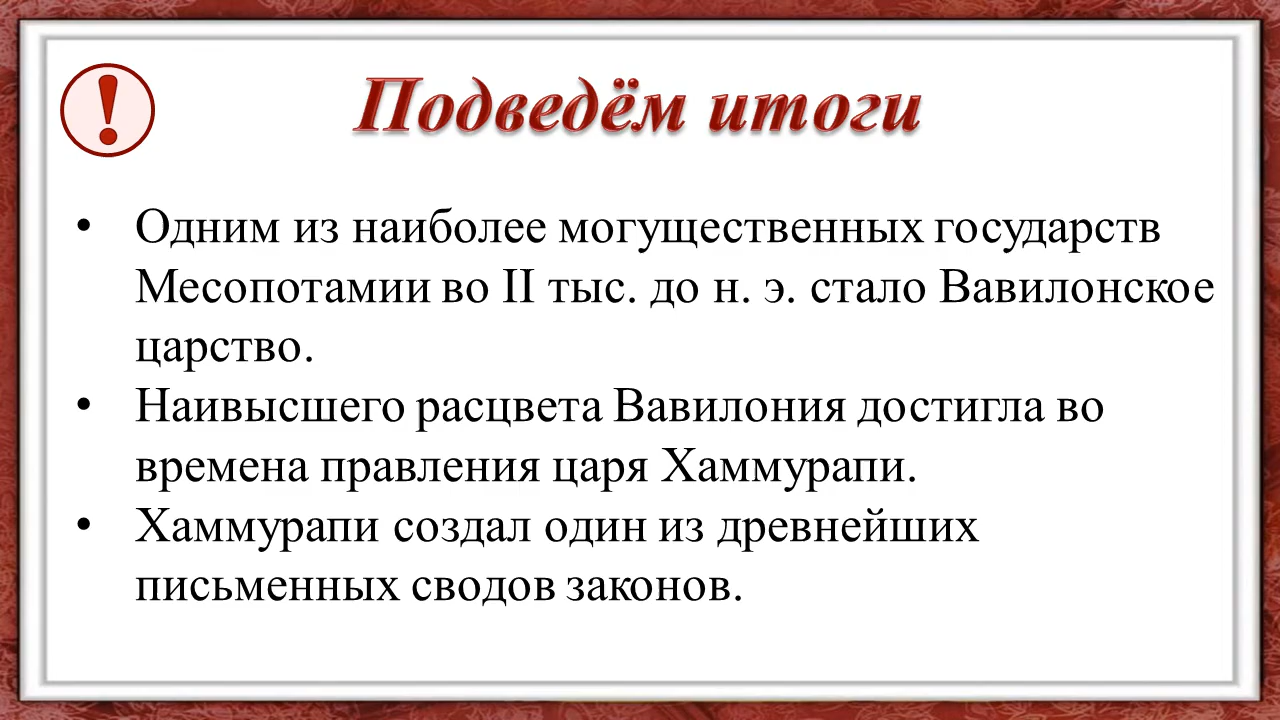 Подведём итоги
• Одним из наиболее могущественных государств
Месопотамии во II тыс. до н. э. стало Вавилонское
царство.
• Наивысшего расцвета Вавилония достигла во
времена правления царя Хаммурапи.
• Хаммурапи создал один из древнейших
письменных сводов законов.